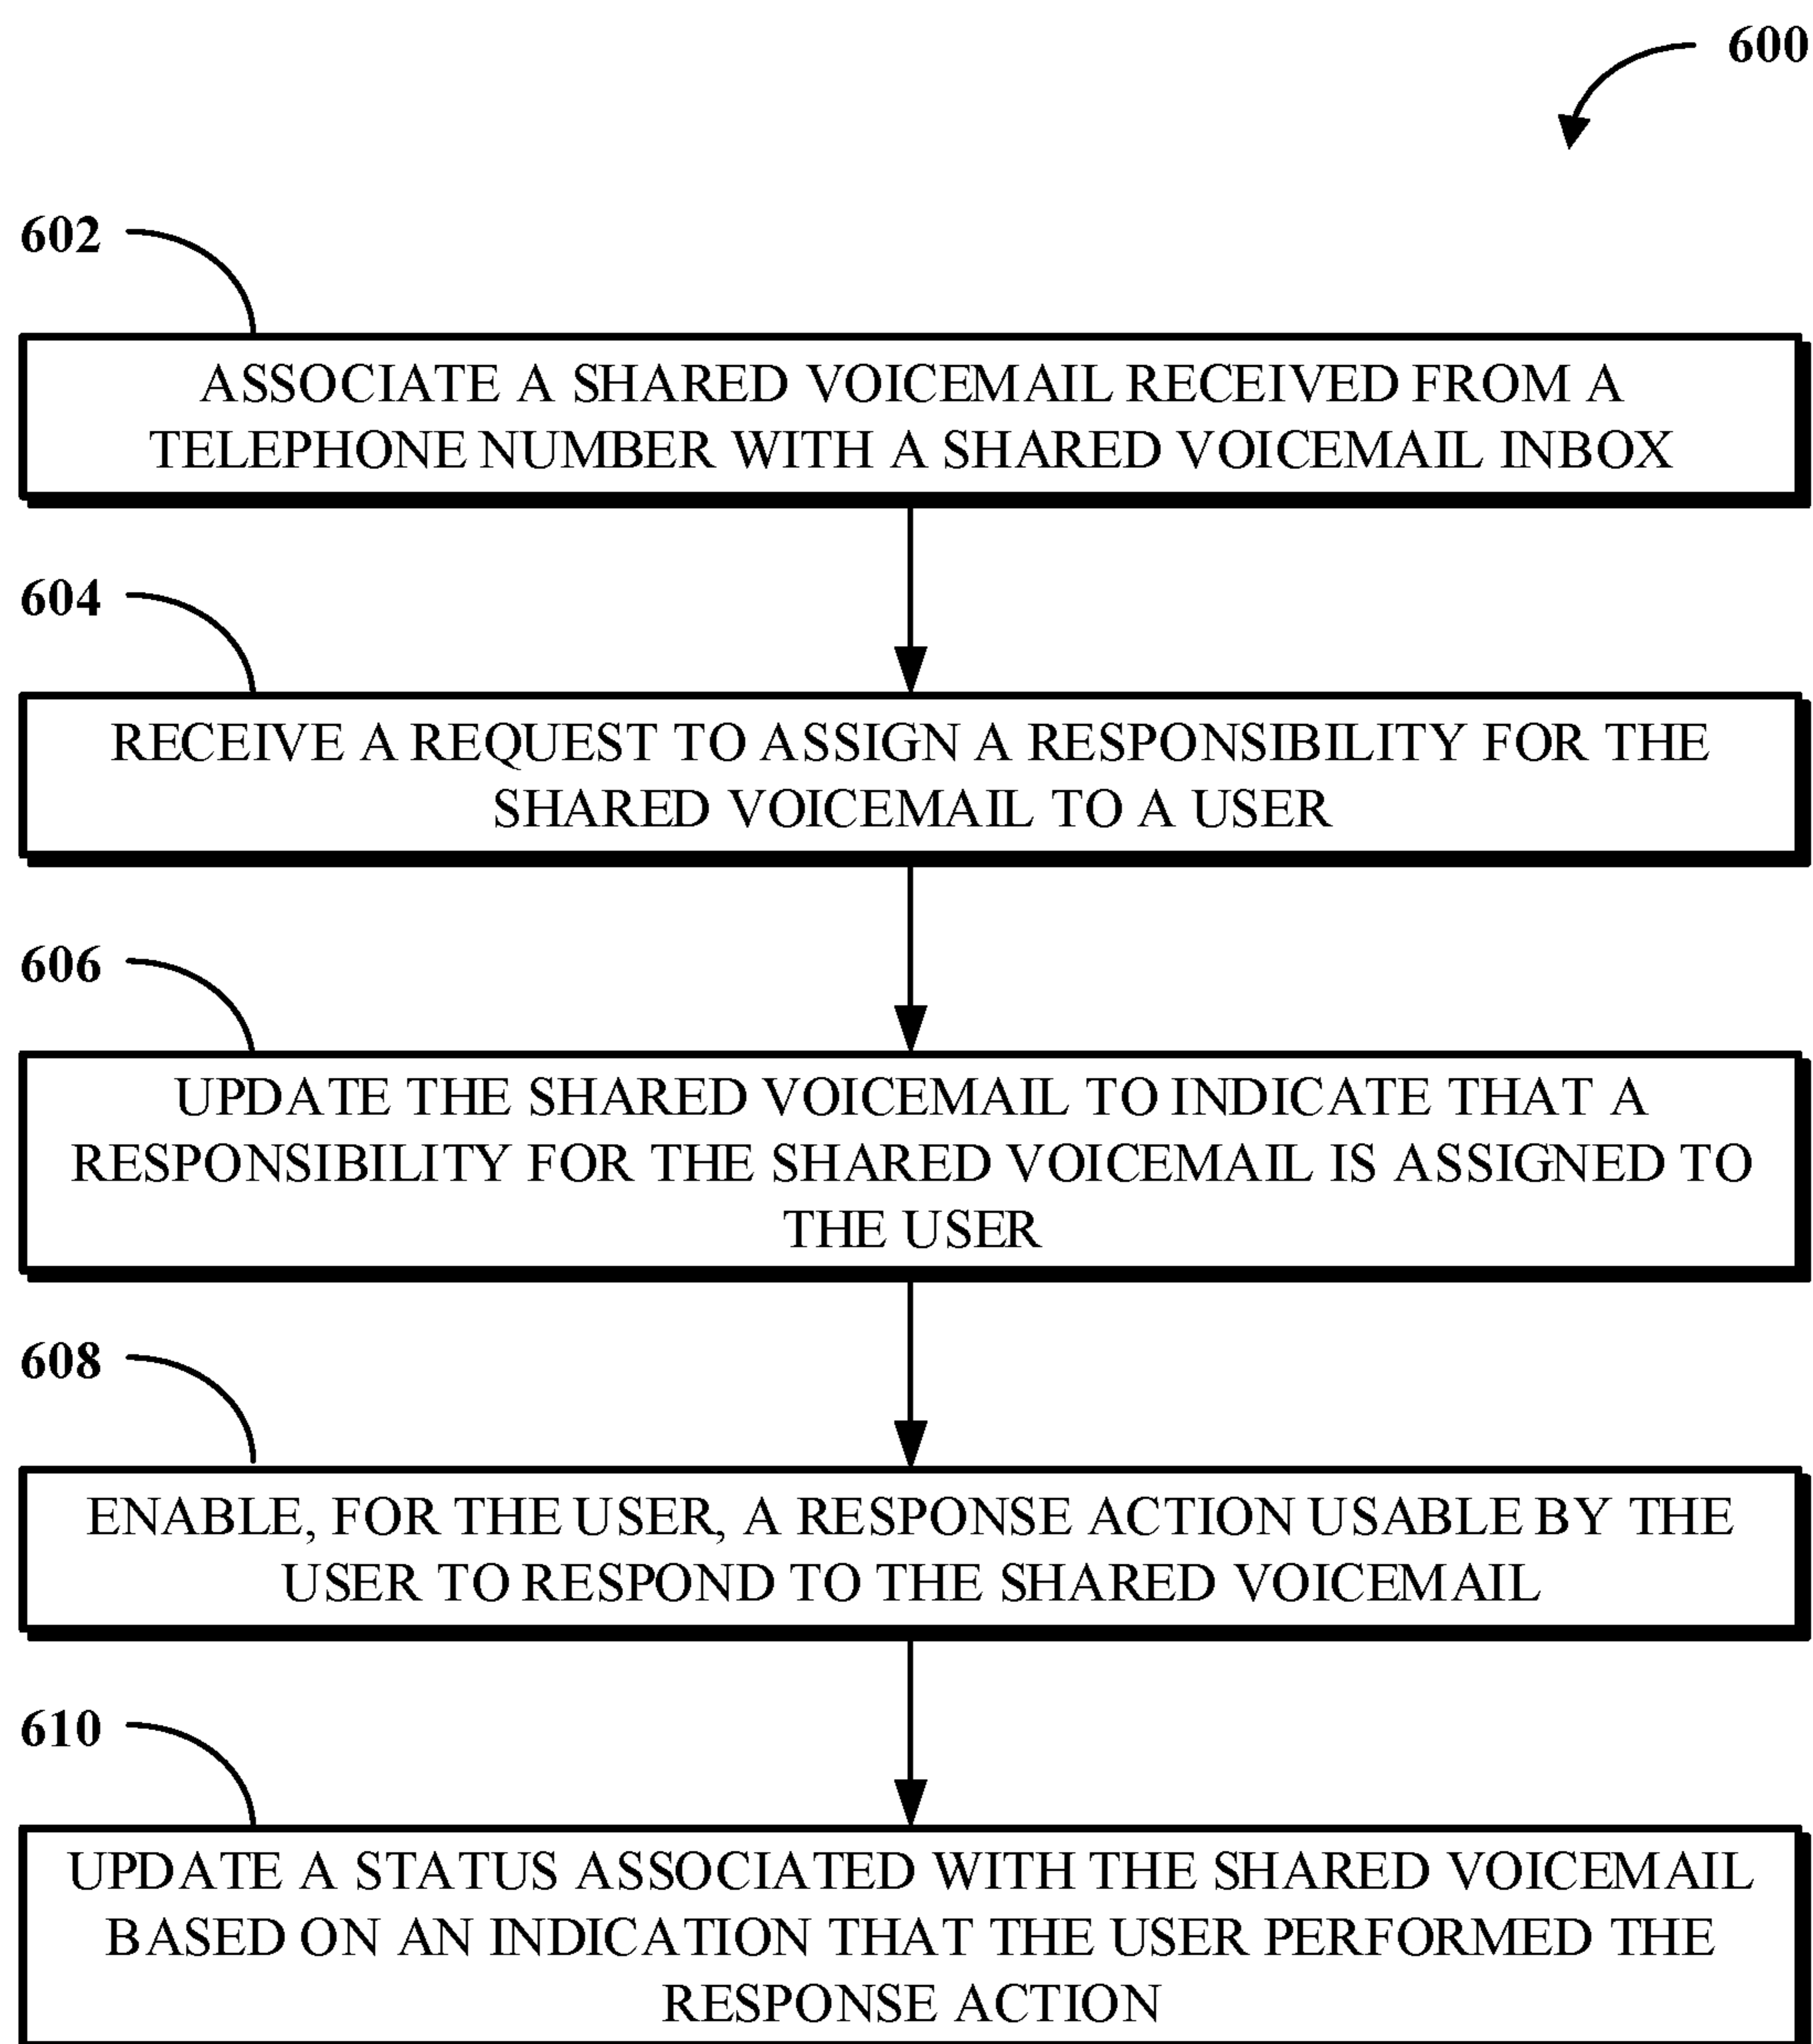 600
602
ASSOCIATE A SHARED VOICEMAIL RECEIVED FROM A
TELEPHONE NUMBER WITH A SHARED VOICEMAIL INBOX
604
RECEIVE A REQUEST TO ASSIGN A RESPONSIBILITY FOR THE
SHARED VOICEMAIL TO A USER
606
UPDATE THE SHARED VOICEMAIL TO INDICATE THAT A
RESPONSIBILITY FOR THE SHARED VOICEMAIL IS ASSIGNED TO
THE USER
608
ENABLE, FOR THE USER, A RESPONSE ACTION USABLE BY THE
USER TO RESPOND TO THE SHARED VOICEMAIL
610
UPDATE A STATUS ASSOCIATED WITH THE SHARED VOICEMAIL
BASED ON AN INDICATION THAT THE USER PERFORMED THE
RESPONSE ACTION